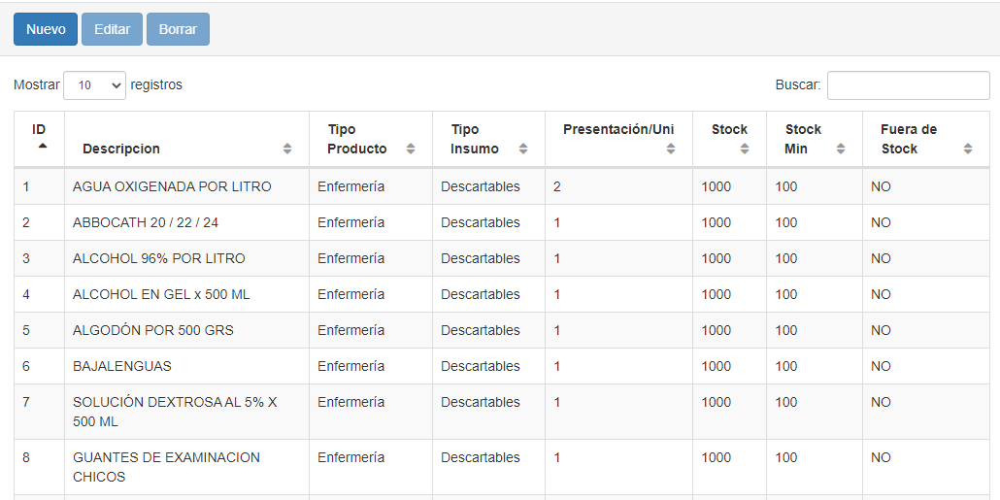 Nuevo Editar Borrar
Mostrar 10 registros Buscar:
ID Descripcion Tipo Producto Tipo Insumo Presentación/Uni Stock Stock Min Fuera de Stock
1 AGUA OXIGENADA POR LITRO Enfermería Descartables 2 1000 100 NO
2 ABBOCATH 20 / 22 / 24 Enfermería Descartables 1 1000 100 NO
3 ALCOHOL 96% POR LITRO Enfermería Descartables 1 1000 100 NO
4 ALCOHOL EN GEL x 500 ML Enfermería Descartables 1 1000 100 NO
5 ALGODÓN POR 500 GRS Enfermería Descartables 1 1000 100 NO
6 BAJALENGUAS Enfermería Descartables 1 1000 100 NO
7 SOLUCIÓN DEXTROSA AL 5% X Enfermería Descartables 1 1000 100 NO
500 ML
8 GUANTES DE EXAMINACION Enfermería Descartables 1 1000 100 NO
CHICOS